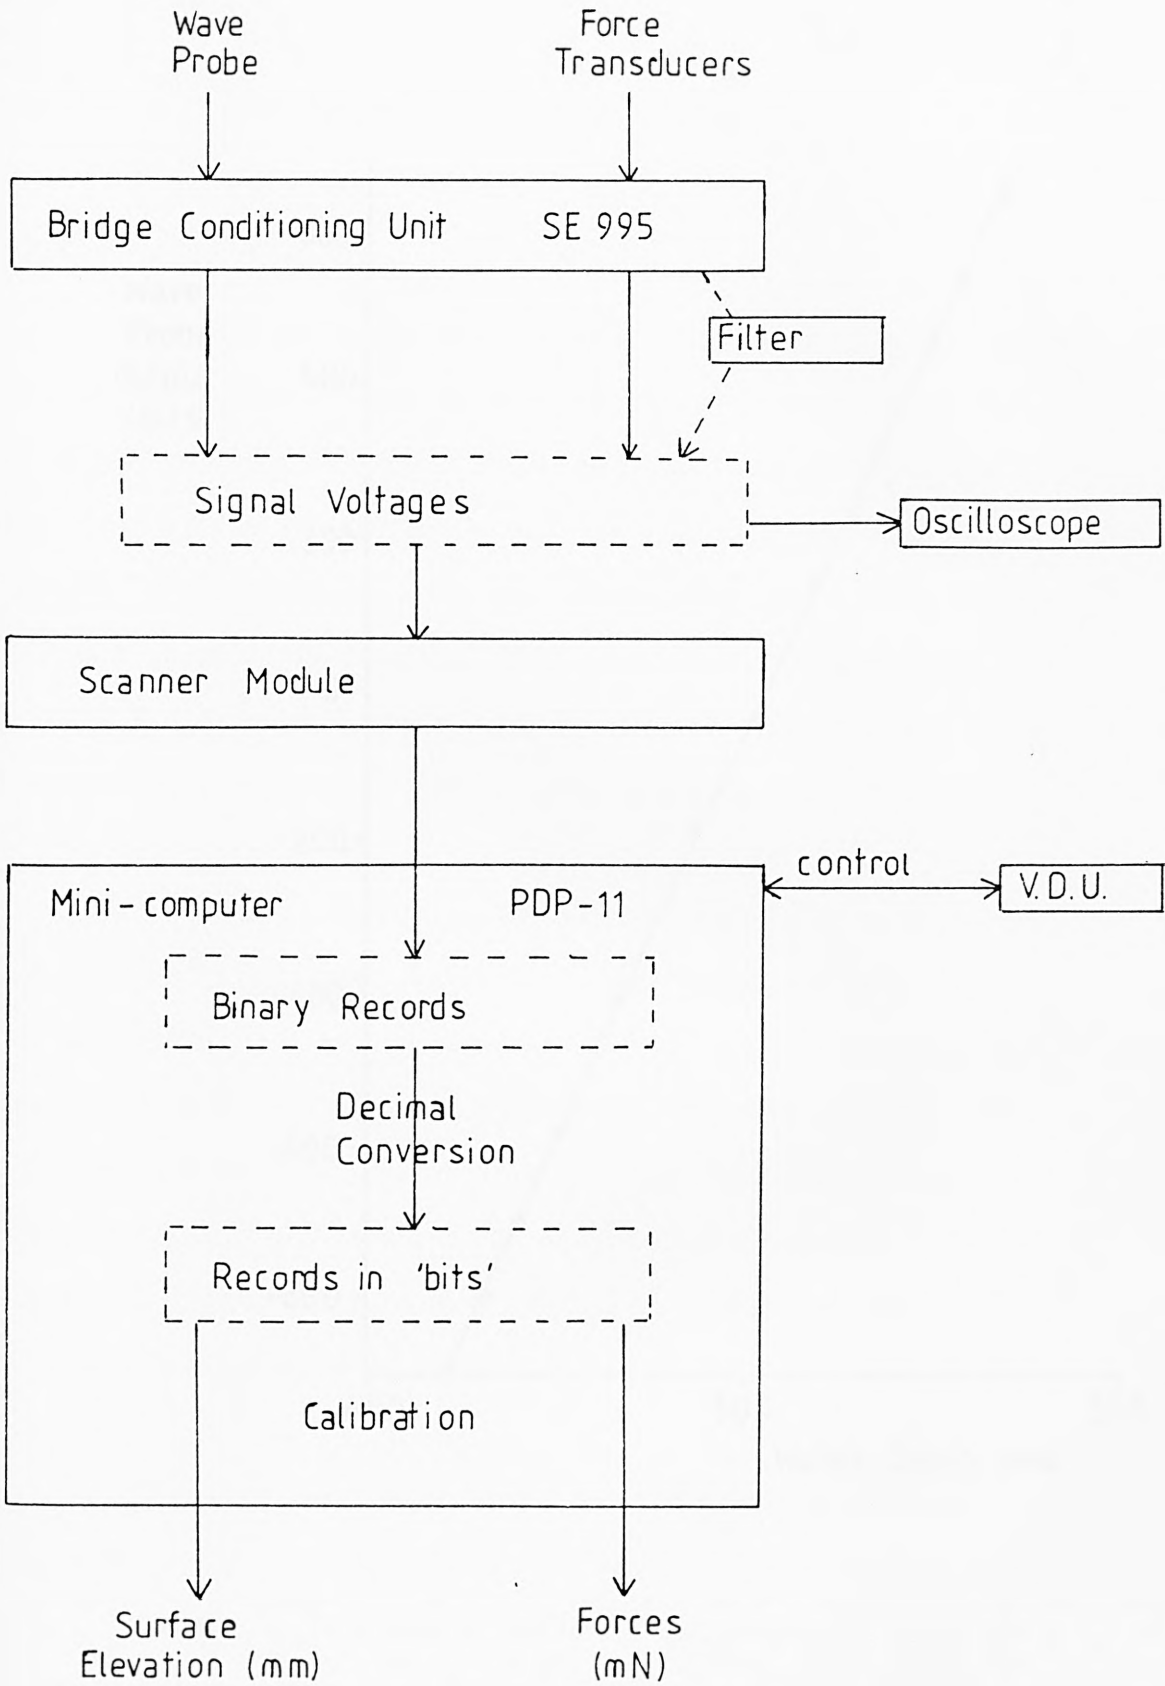 Wave
Probe
Force
Transducers
Bridge Conditioning Unit SE 995
Filter
Signal Voltages
Oscilloscope
Scanner Module
control
V.D.U.
Mini-computer PDP-11
Binary Records
Decimal
Conversion
Records in 'bits'
Calibration
Surface
Elevation (mm)
Forces
(mN)